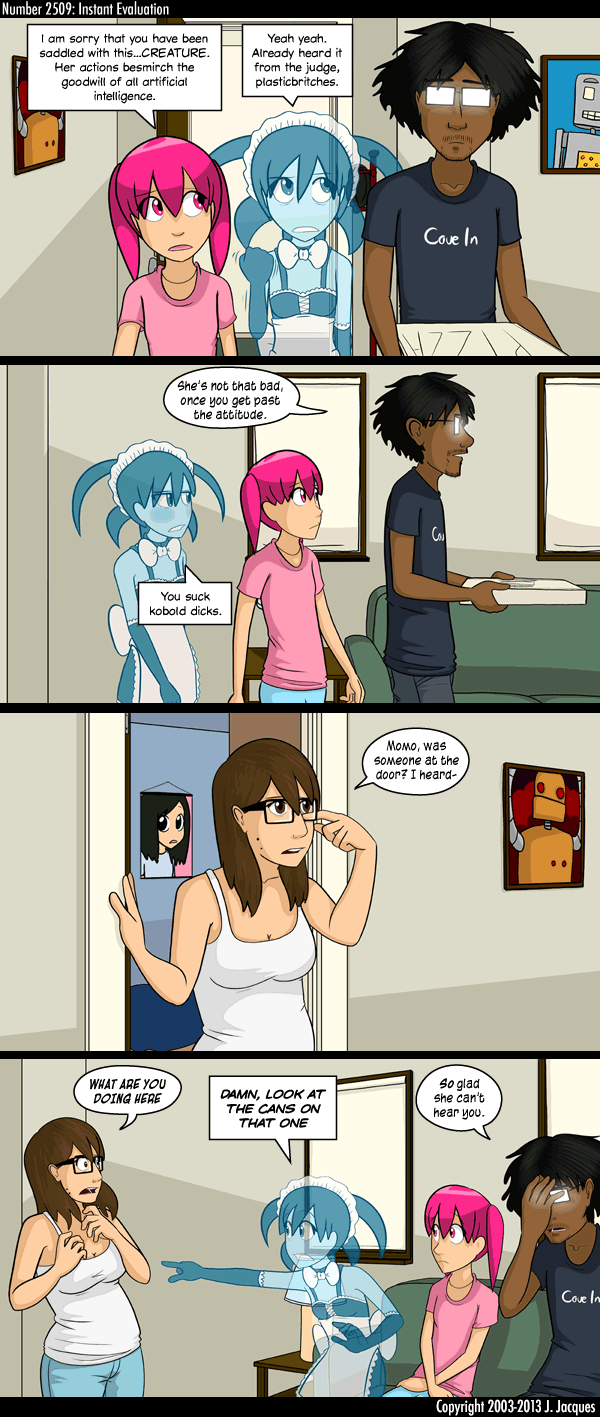 Number 2509: Instant Evaluation
I am sorry that you have been
saddled with this...CREATURE.
Her actions besmirch the
goodwill of all artificial
intelligence.
Yeah yeah.
Already heard it
from the judge,
plasticbritches.
Cave In
She's not that bad,
once you get past
the attitude.
Cav
You suck
kobold dicks.
Momo, was
someone at the
door? I heard-
WHAT ARE YOU
DOING HERE
DAMN, LOOK AT
THE CANS ON
THAT ONE
So glad
she can't
hear you.
Cave In
Copyright 2003-2013 J. Jacques